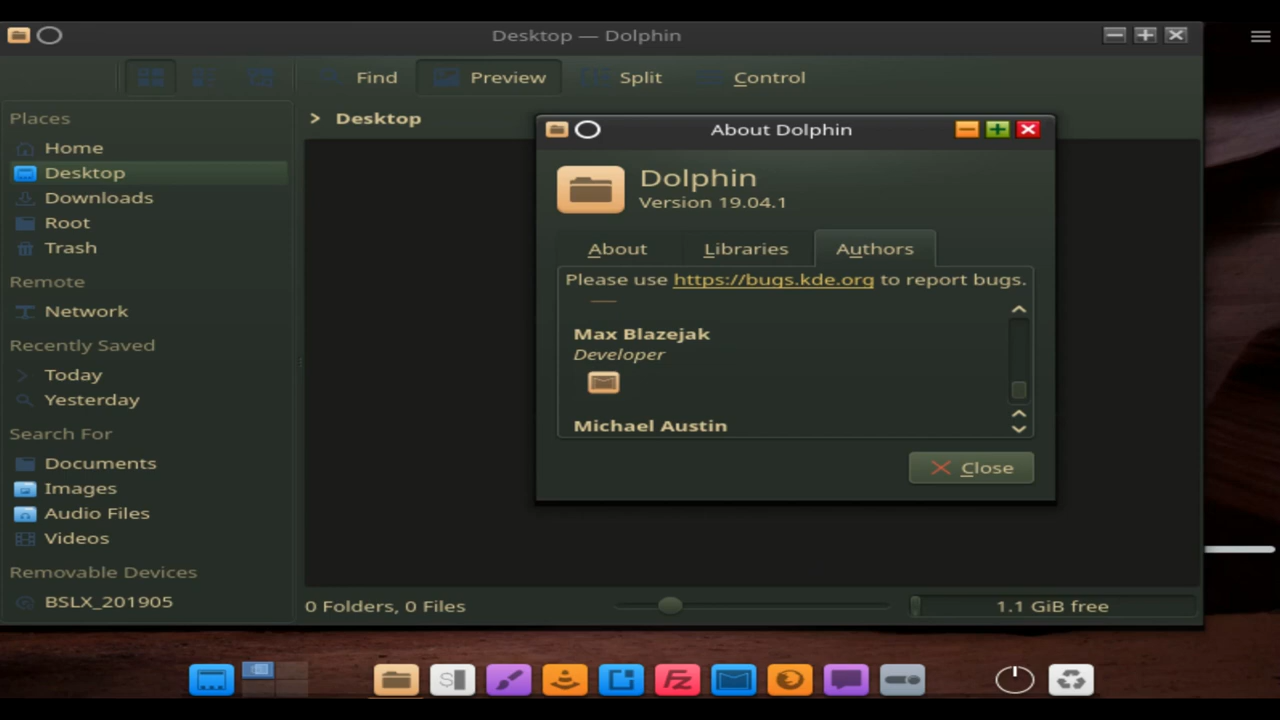 Desktop — Dolphin
Find
Preview
Split
Control
Places
Home
Desktop
Downloads
Root
Trash
Remote
Network
Recently Saved
Today
Yesterday
Search For
Documents
Images
Audio Files
Videos
Removable Devices
BSLX_201905
> Desktop
About Dolphin
Dolphin
Version 19.04.1
About
Libraries
Authors
Please use https://bugs.kde.org to report bugs.
Max Blazejak
Developer
Michael Austin
Close
0 Folders, 0 Files
1.1 GiB free
S
FZ